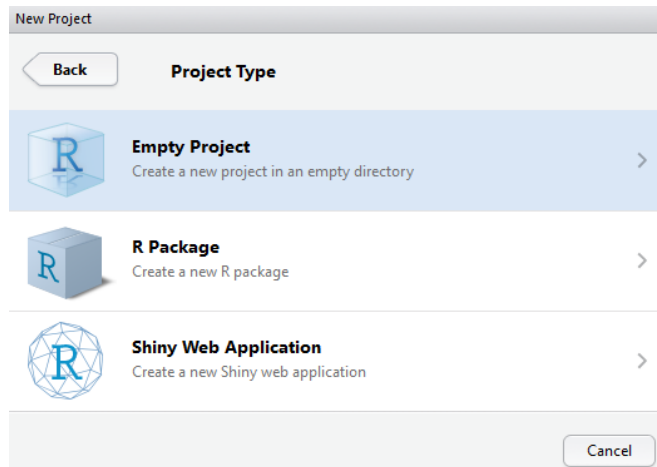 New Project
Back
Project Type
R
Empty Project
Create a new project in an empty directory
R
R Package
Create a new R package
R
Shiny Web Application
Create a new Shiny web application
Cancel